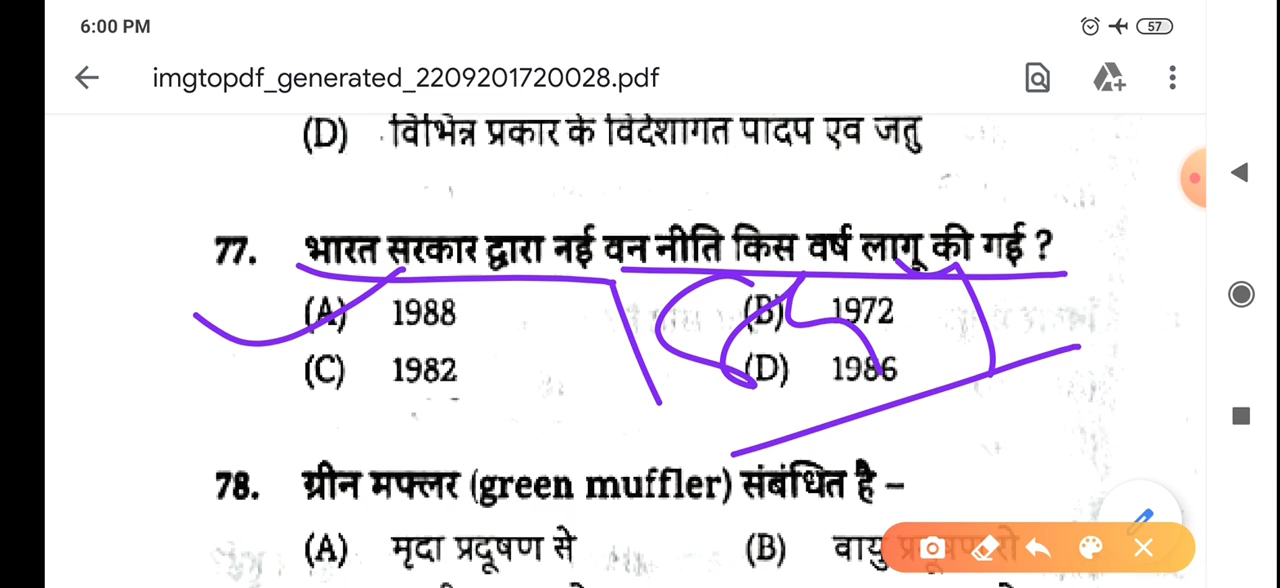 6:00 PM 57
imgtopdf_generated_2209201720028.pdf
(D) विभिन्न प्रकार के विदेशागत पादप एवं जंतु
77. भारत सरकार द्वारा नई वन नीति किस वर्ष लागू की गई ?
(A) 1988 (B) 1972
(C) 1982 (D) 1986
78. ग्रीन मफ्लर (green muffler) संबंधित है –
(A) मृदा प्रदूषण से (B) वायु